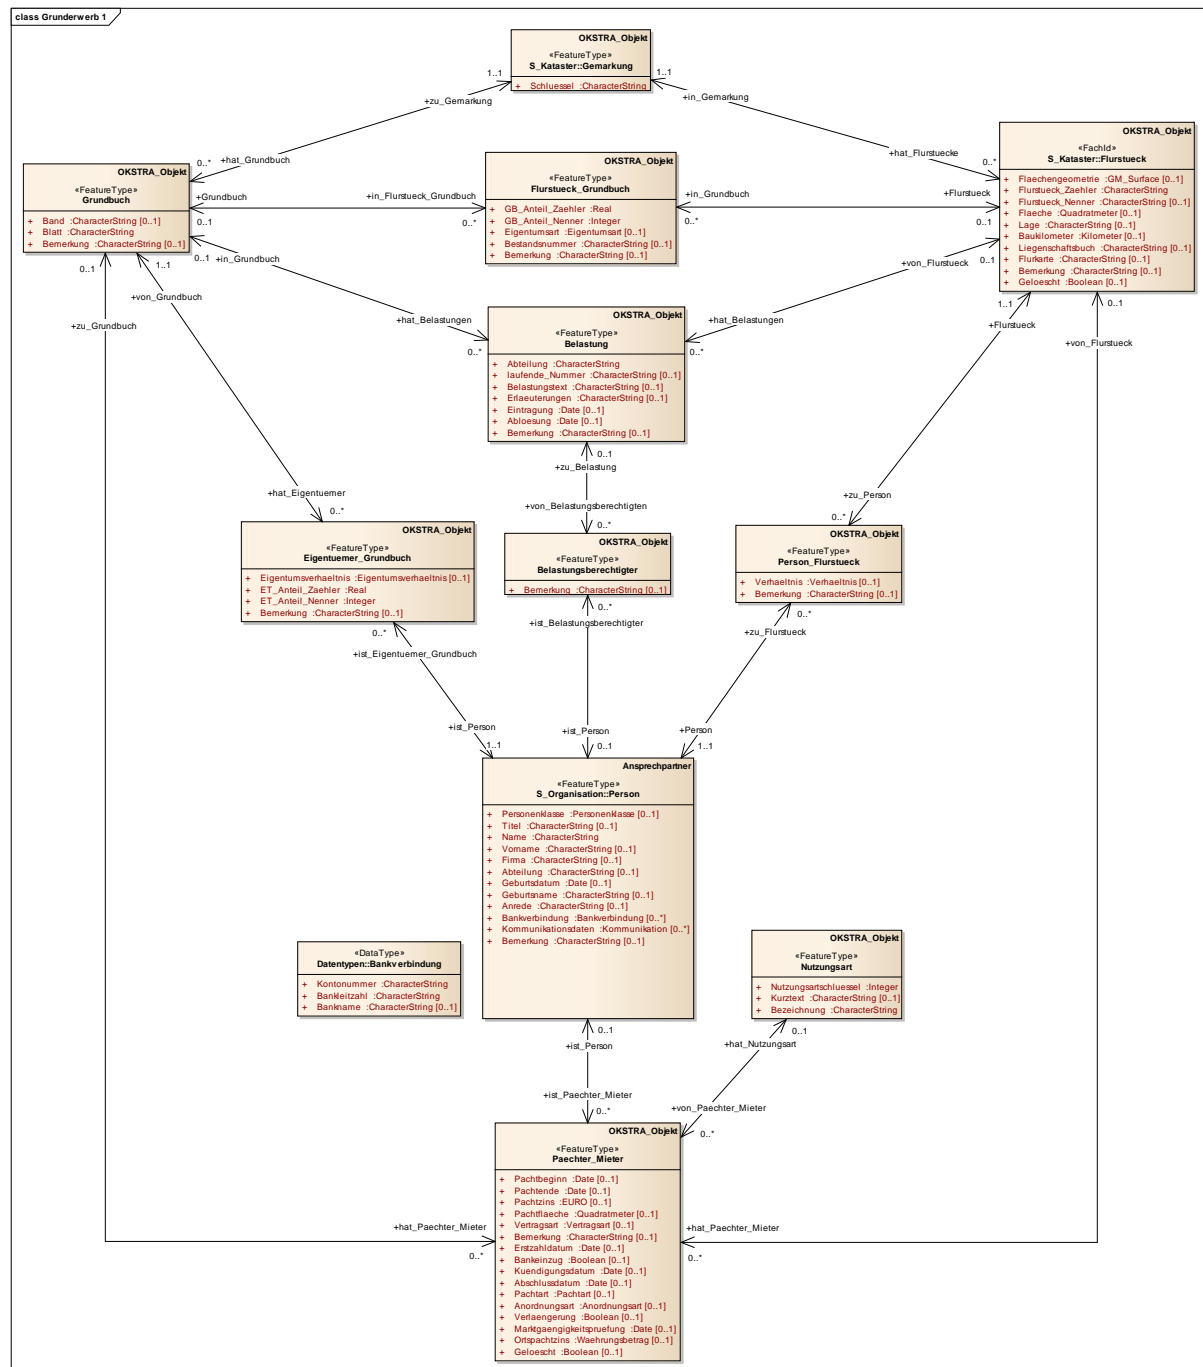 class Grunderwerb 1
OKSTRA_Objekt
«FeatureType»
S_Kataster::Gemarkung
+ Schluessel :CharacterString
1..1
1..1
+zu_Gemarkung
+in_Gemarkung
+hat_Grundbuch
0..*
+hat_Flurstuecke
0..*
OKSTRA_Objekt
«FeatureType»
Grundbuch
+ Band :CharacterString [0..1]
+ Blatt :CharacterString
+ Bemerkung :CharacterString [0..1]
OKSTRA_Objekt
«FeatureType»
Flurstueck_Grundbuch
+ GB_Anteil_Zaehler :Real
+ GB_Anteil_Nenner :Integer
+ Eigentumsart :Eigentumsart [0..1]
+ Bestandsnummer :CharacterString [0..1]
+ Bemerkung :CharacterString [0..1]
OKSTRA_Objekt
«FachId»
S_Kataster::Flurstueck
+ Flaechengeometrie :GM_Surface [0..1]
+ Flurstueck_Zaehler :CharacterString
+ Flurstueck_Nenner :CharacterString [0..1]
+ Flaeche :Quadratmeter [0..1]
+ Lage :CharacterString [0..1]
+ Baukilometer :Kilometer [0..1]
+ Liegenschaftsbuch :CharacterString [0..1]
+ Flurkarte :CharacterString [0..1]
+ Bemerkung :CharacterString [0..1]
+ Geloescht :Boolean [0..1]
+Grundbuch
0..1
+in_Flurstueck_Grundbuch
0..*
+in_Grundbuch
0..*
+Flurstueck
0..1
0..1
+in_Grundbuch
+hat_Belastungen
0..*
+von_Flurstueck
0..1
+hat_Belastungen
0..*
0..1
+zu_Grundbuch
1..1
+von_Grundbuch
1..1
+Flurstueck
0..1
+von_Flurstueck
OKSTRA_Objekt
«FeatureType»
Belastung
+ Abteilung :CharacterString
+ laufende_Nummer :CharacterString [0..1]
+ Belastungstext :CharacterString [0..1]
+ Erlaeuterungen :CharacterString [0..1]
+ Eintragung :Date [0..1]
+ Abloesung :Date [0..1]
+ Bemerkung :CharacterString [0..1]
0..1
+zu_Belastung
+von_Belastungsberechtigten
0..*
+hat_Eigentuemer
0..*
+zu_Person
0..*
OKSTRA_Objekt
«FeatureType»
Eigentuemer_Grundbuch
+ Eigentumsverhaeltnis :Eigentumsverhaeltnis [0..1]
+ ET_Anteil_Zaehler :Real
+ ET_Anteil_Nenner :Integer
+ Bemerkung :CharacterString [0..1]
OKSTRA_Objekt
«FeatureType»
Belastungsberechtigter
+ Bemerkung :CharacterString [0..1]
OKSTRA_Objekt
«FeatureType»
Person_Flurstueck
+ Verhaeltnis :Verhaeltnis [0..1]
+ Bemerkung :CharacterString [0..1]
0..*
+ist_Eigentuemer_Grundbuch
0..*
+ist_Belastungsberechtigter
0..*
+zu_Flurstueck
+ist_Person
1..1
+ist_Person
0..1
+Person
1..1
Ansprechpartner
«FeatureType»
S_Organisation::Person
+ Personenklasse :Personenklasse [0..1]
+ Titel :CharacterString [0..1]
+ Name :CharacterString
+ Vorname :CharacterString [0..1]
+ Firma :CharacterString [0..1]
+ Abteilung :CharacterString [0..1]
+ Geburtsdatum :Date [0..1]
+ Geburtsname :CharacterString [0..1]
+ Anrede :CharacterString [0..1]
+ Bankverbindung :Bankverbindung [0..*]
+ Kommunikationsdaten :Kommunikation [0..*]
+ Bemerkung :CharacterString [0..1]
«DataType»
Datentypen::Bankverbindung
+ Kontonummer :CharacterString
+ Bankleitzahl :CharacterString
+ Bankname :CharacterString [0..1]
OKSTRA_Objekt
«FeatureType»
Nutzungsart
+ Nutzungsartschluessel :Integer
+ Kurztext :CharacterString [0..1]
+ Bezeichnung :CharacterString
0..1
+ist_Person
0..1
+hat_Nutzungsart
+ist_Paechter_Mieter
0..*
+von_Paechter_Mieter
0..*
OKSTRA_Objekt
«FeatureType»
Paechter_Mieter
+ Pachtbeginn :Date [0..1]
+ Pachtende :Date [0..1]
+ Pachtzins :EURO [0..1]
+ Pachtflaeche :Quadratmeter [0..1]
+ Vertragsart :Vertragsart [0..1]
+ Bemerkung :CharacterString [0..1]
+ Erstzahldatum :Date [0..1]
+ Bankeinzug :Boolean [0..1]
+ Kuendigungsdatum :Date [0..1]
+ Abschlussdatum :Date [0..1]
+ Pachtart :Pachtart [0..1]
+ Anordnungsart :Anordnungsart [0..1]
+ Verlaengerung :Boolean [0..1]
+ Marktgaengigkeitspruefung :Date [0..1]
+ Ortspachtzins :Waehrungsbetrag [0..1]
+ Geloescht :Boolean [0..1]
+hat_Paechter_Mieter
0..*
+hat_Paechter_Mieter
0..*